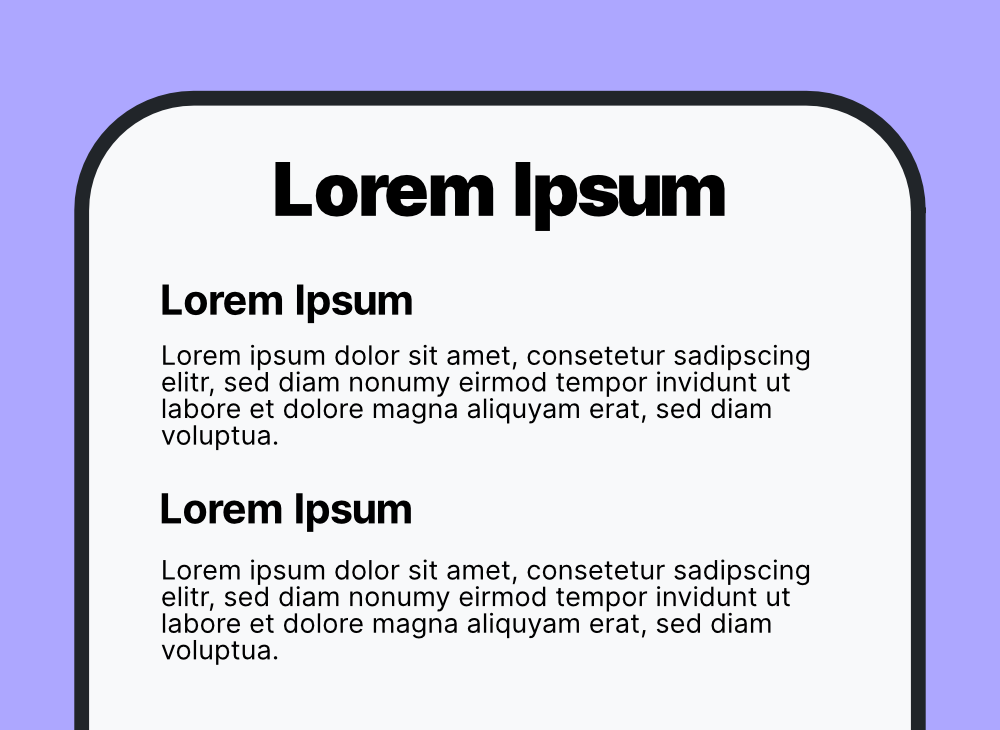 Lorem Ipsum
Lorem Ipsum
Lorem ipsum dolor sit amet, consetetur sadipscing
elitr, sed diam nonumy eirmod tempor invidunt ut
labore et dolore magna aliquyam erat, sed diam
voluptua.
Lorem Ipsum
Lorem ipsum dolor sit amet, consetetur sadipscing
elitr, sed diam nonumy eirmod tempor invidunt ut
labore et dolore magna aliquyam erat, sed diam
voluptua.